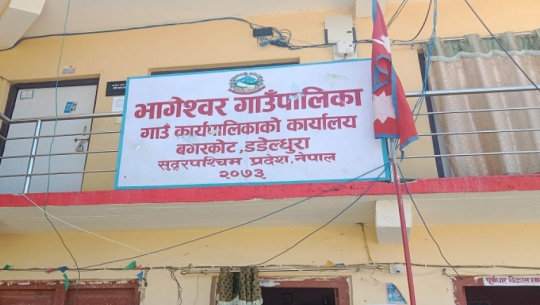 भागेश्वर गाउँपालिका
गाउँ कार्यपालिकाको कार्यालय
बगरकोट, डडेल्धुरा
सुदूरपश्चिम प्रदेश, नेपाल
२०७३
पूर्वाधार विकास शाखा